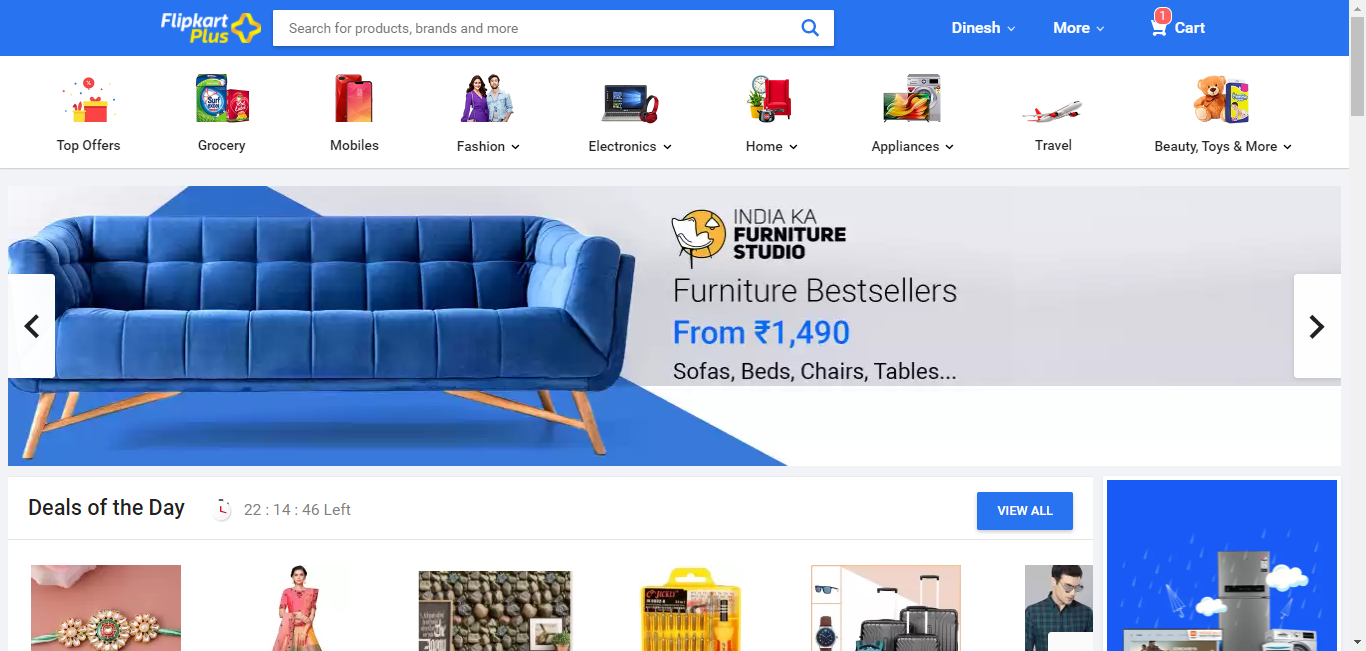 Flipkart
Plus
Search for products, brands and more
Dinesh
More
1
Cart
Top Offers
Grocery
Mobiles
Fashion
Electronics
Home
Appliances
Travel
Beauty, Toys & More
INDIA KA
FURNITURE
STUDIO
Furniture Bestsellers
From ₹1,490
Sofas, Beds, Chairs, Tables...
Deals of the Day
22 : 14 : 46 Left
VIEW ALL